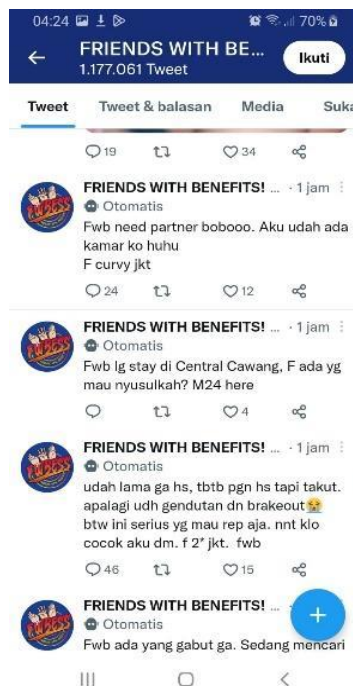 04:24 70%
FRIENDS WITH BE...
1.177.061 Tweet
Ikuti
Tweet Tweet & balasan Media Suka
19 34
FRIENDS WITH BENEFITS! ... · 1 jam
Otomatis
Fwb need partner bobooo. Aku udah ada
kamar ko huhu
F curvy jkt
24 12
FRIENDS WITH BENEFITS! ... · 1 jam
Otomatis
Fwb lg stay di Central Cawang, F ada yg
mau nyusulkah? M24 here
4
FRIENDS WITH BENEFITS! ... · 1 jam
Otomatis
udah lama ga hs, tbtb pgn hs tapi takut.
apalagi udh gendutan dn brakeout😭
btw ini serius yg mau rep aja. nnt klo
cocok aku dm. f 2* jkt. fwb
46 15
FRIENDS WITH BENEFITS! ...
Otomatis
Fwb ada yang gabut ga. Sedang mencari